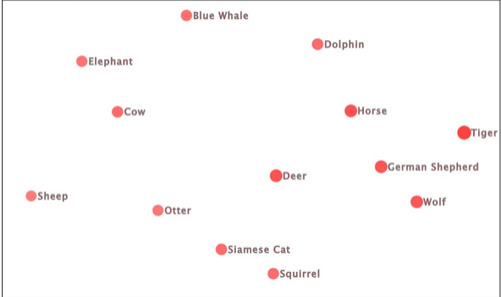 Blue Whale
Dolphin
Elephant
Cow
Horse
Tiger
German Shepherd
Deer
Sheep
Wolf
Otter
Siamese Cat
Squirrel